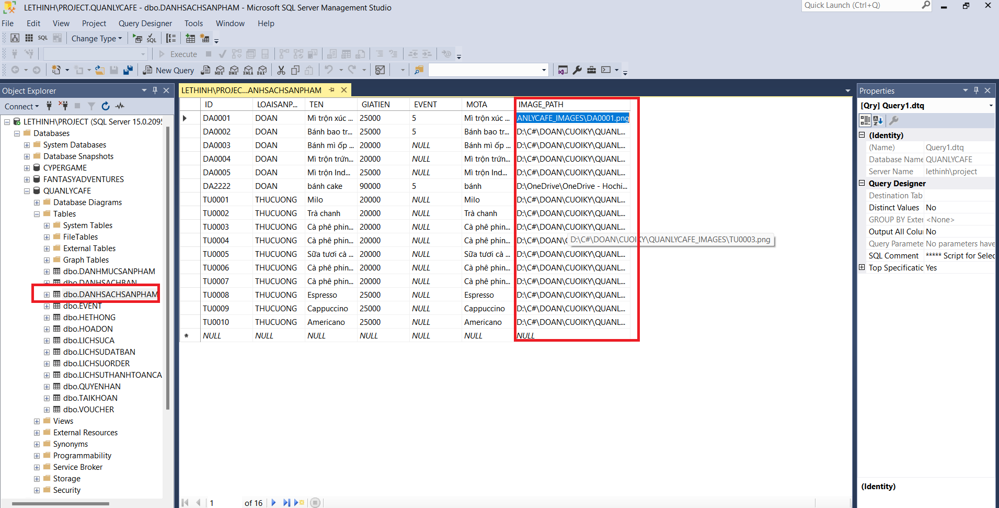 LETHINH\PROJECT.QUANLYCAFE - dbo.DANHSACHSANPHAM - Microsoft SQL Server Management Studio
Quick Launch (Ctrl+Q)
File Edit View Project Query Designer Tools Window Help
SQL Change Type SQL
Execute
New Query MDX DMX XMLA DAX
Object Explorer
Connect
LETHINH\PROJECT (SQL Server 15.0.2095
Databases
System Databases
Database Snapshots
CYPERGAME
FANTASYADVENTURES
QUANLYCAFE
Database Diagrams
Tables
System Tables
FileTables
External Tables
Graph Tables
dbo.DANHMUCSANPHAM
dbo.DANHSACHBAN
dbo.DANHSACHSANPHAM
dbo.EVENT
dbo.HETHONG
dbo.HOADON
dbo.LICHSUCA
dbo.LICHSUDATBAN
dbo.LICHSUORDER
dbo.LICHSUTHANHTOANCA
dbo.QUYENHAN
dbo.TAIKHOAN
dbo.VOUCHER
Views
External Resources
Synonyms
Programmability
Service Broker
Storage
Security
LETHINH\PROJEC...ANHSACHSANPHAM
ID LOAISANP... TEN GIATIEN EVENT MOTA IMAGE_PATH
DA0001 DOAN Mì trộn xúc ... 25000 5 Mì trộn xúc ... ANLYCAFE_IMAGES\DA0001.png
DA0002 DOAN Bánh bao tr... 25000 5 Bánh bao tr... D:\C#\DOAN\CUOIKY\QUANL...
DA0003 DOAN Bánh mì ốp ... 20000 NULL Bánh mì ốp ... D:\C#\DOAN\CUOIKY\QUANL...
DA0004 DOAN Mì trộn trứn... 20000 NULL Mì trộn trứn... D:\C#\DOAN\CUOIKY\QUANL...
DA0005 DOAN Mì trộn Ind... 25000 NULL Mì trộn Ind... D:\C#\DOAN\CUOIKY\QUANL...
DA2222 DOAN bánh cake 90000 5 bánh D:\OneDrive\OneDrive - Hochi...
TU0001 THUCUONG Milo 20000 NULL Milo D:\C#\DOAN\CUOIKY\QUANL...
TU0002 THUCUONG Trà chanh 20000 NULL Trà chanh D:\C#\DOAN\CUOIKY\QUANL...
TU0003 THUCUONG Cà phê phin... 20000 NULL Cà phê phin... D:\C#\DOAN\CUOIKY\QUANL...
TU0004 THUCUONG Cà phê phin... 20000 NULL Cà phê phin... D:\C#\DOAN\C
D:\C#\DOAN\CUOIKY\QUANLYCAFE_IMAGES\TU0003.png
TU0005 THUCUONG Sữa tươi cà ... 20000 NULL Sữa tươi cà ... D:\C#\DOAN\CUOIKY\QUANL...
TU0006 THUCUONG Cà phê phin... 20000 NULL Cà phê phin... D:\C#\DOAN\CUOIKY\QUANL...
TU0007 THUCUONG Cà phê phin... 20000 NULL Cà phê phin... D:\C#\DOAN\CUOIKY\QUANL...
TU0008 THUCUONG Espresso 25000 NULL Espresso D:\C#\DOAN\CUOIKY\QUANL...
TU0009 THUCUONG Cappuccino 25000 NULL Cappuccino D:\C#\DOAN\CUOIKY\QUANL...
TU0010 THUCUONG Americano 25000 NULL Americano D:\C#\DOAN\CUOIKY\QUANL...
NULL NULL NULL NULL NULL NULL NULL
1 of 16
Properties
[Qry] Query1.dtq
(Identity)
(Name) Query1.dtq
Database Name QUANLYCAFE
Server Name lethinh\project
Query Designer
Destination Tab
Distinct Values No
GROUP BY Exter <None>
Output All Colu No
Query Paramete No parameters have
SQL Comment ***** Script for Selec
Top Specificatic Yes
(Identity)